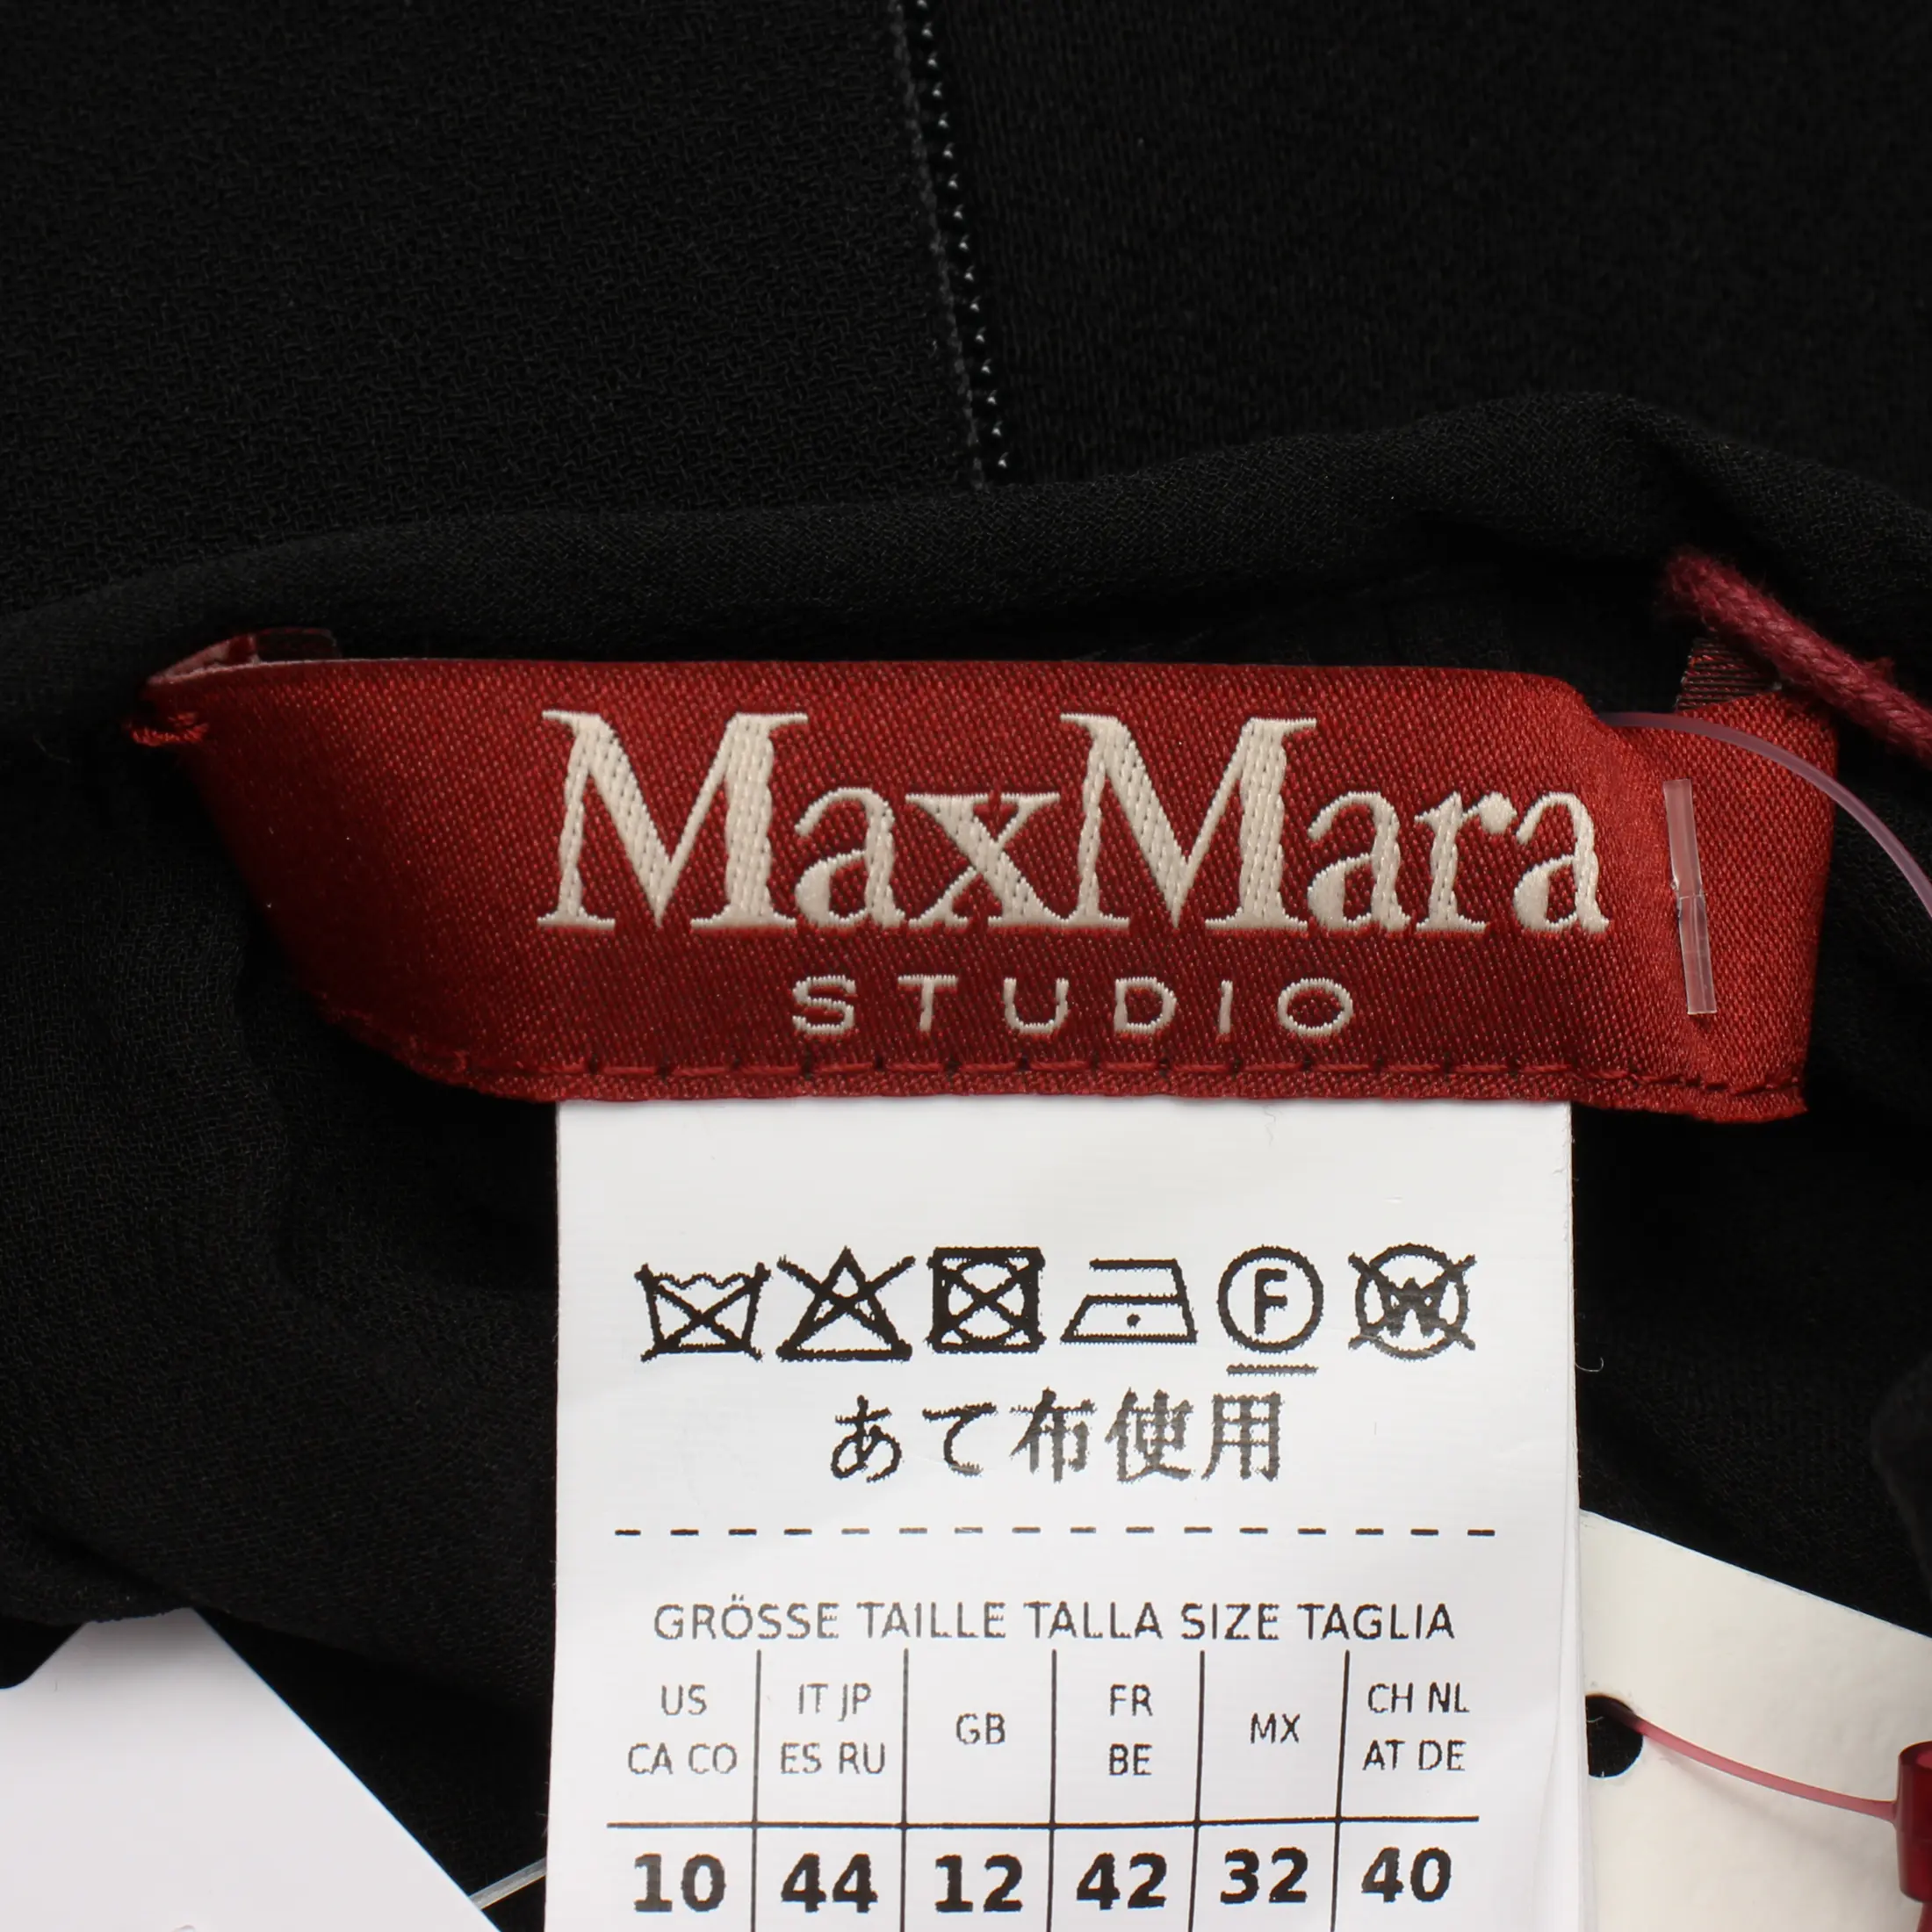 MaxMara
STUDIO
F W
あて布使用
GRÖSSE TAILLE TALLA SIZE TAGLIA
US IT JP GB FR MX CH NL
CA CO ES RU BE AT DE
10 44 12 42 32 40